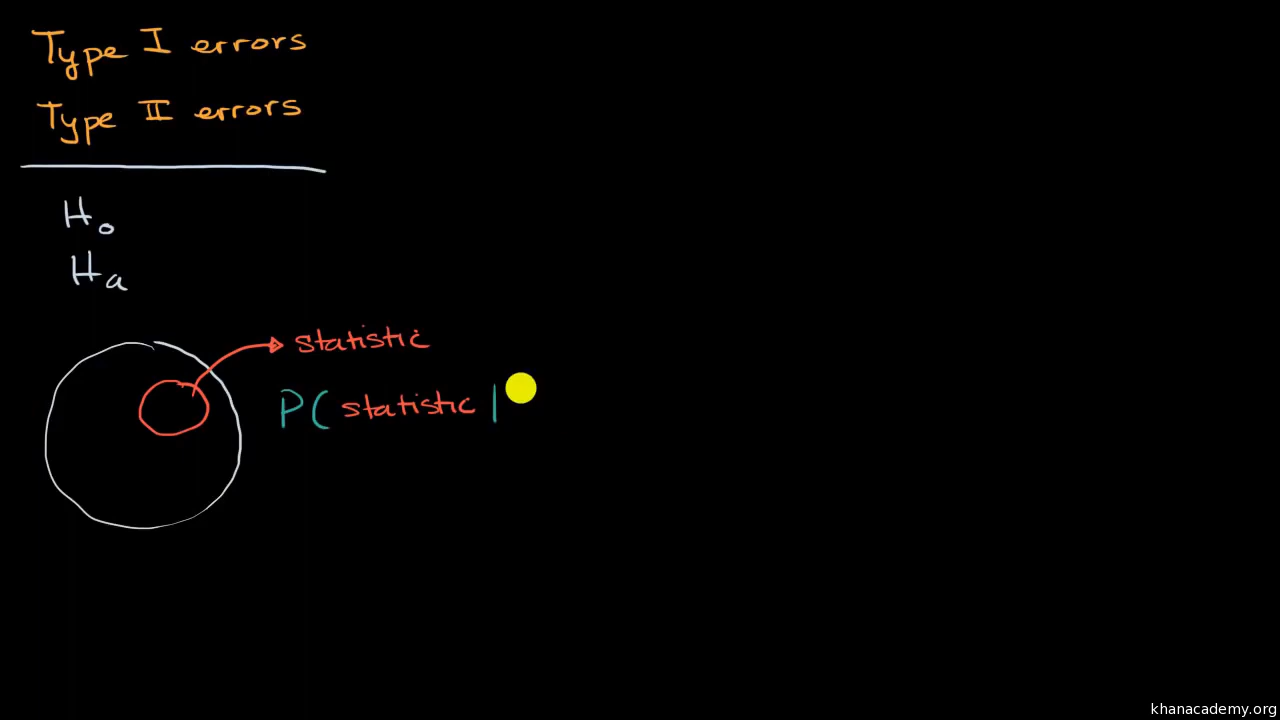 Type I errors
Type II errors
H₀
Hₐ
statistic
P( statistic |
khanacademy.org